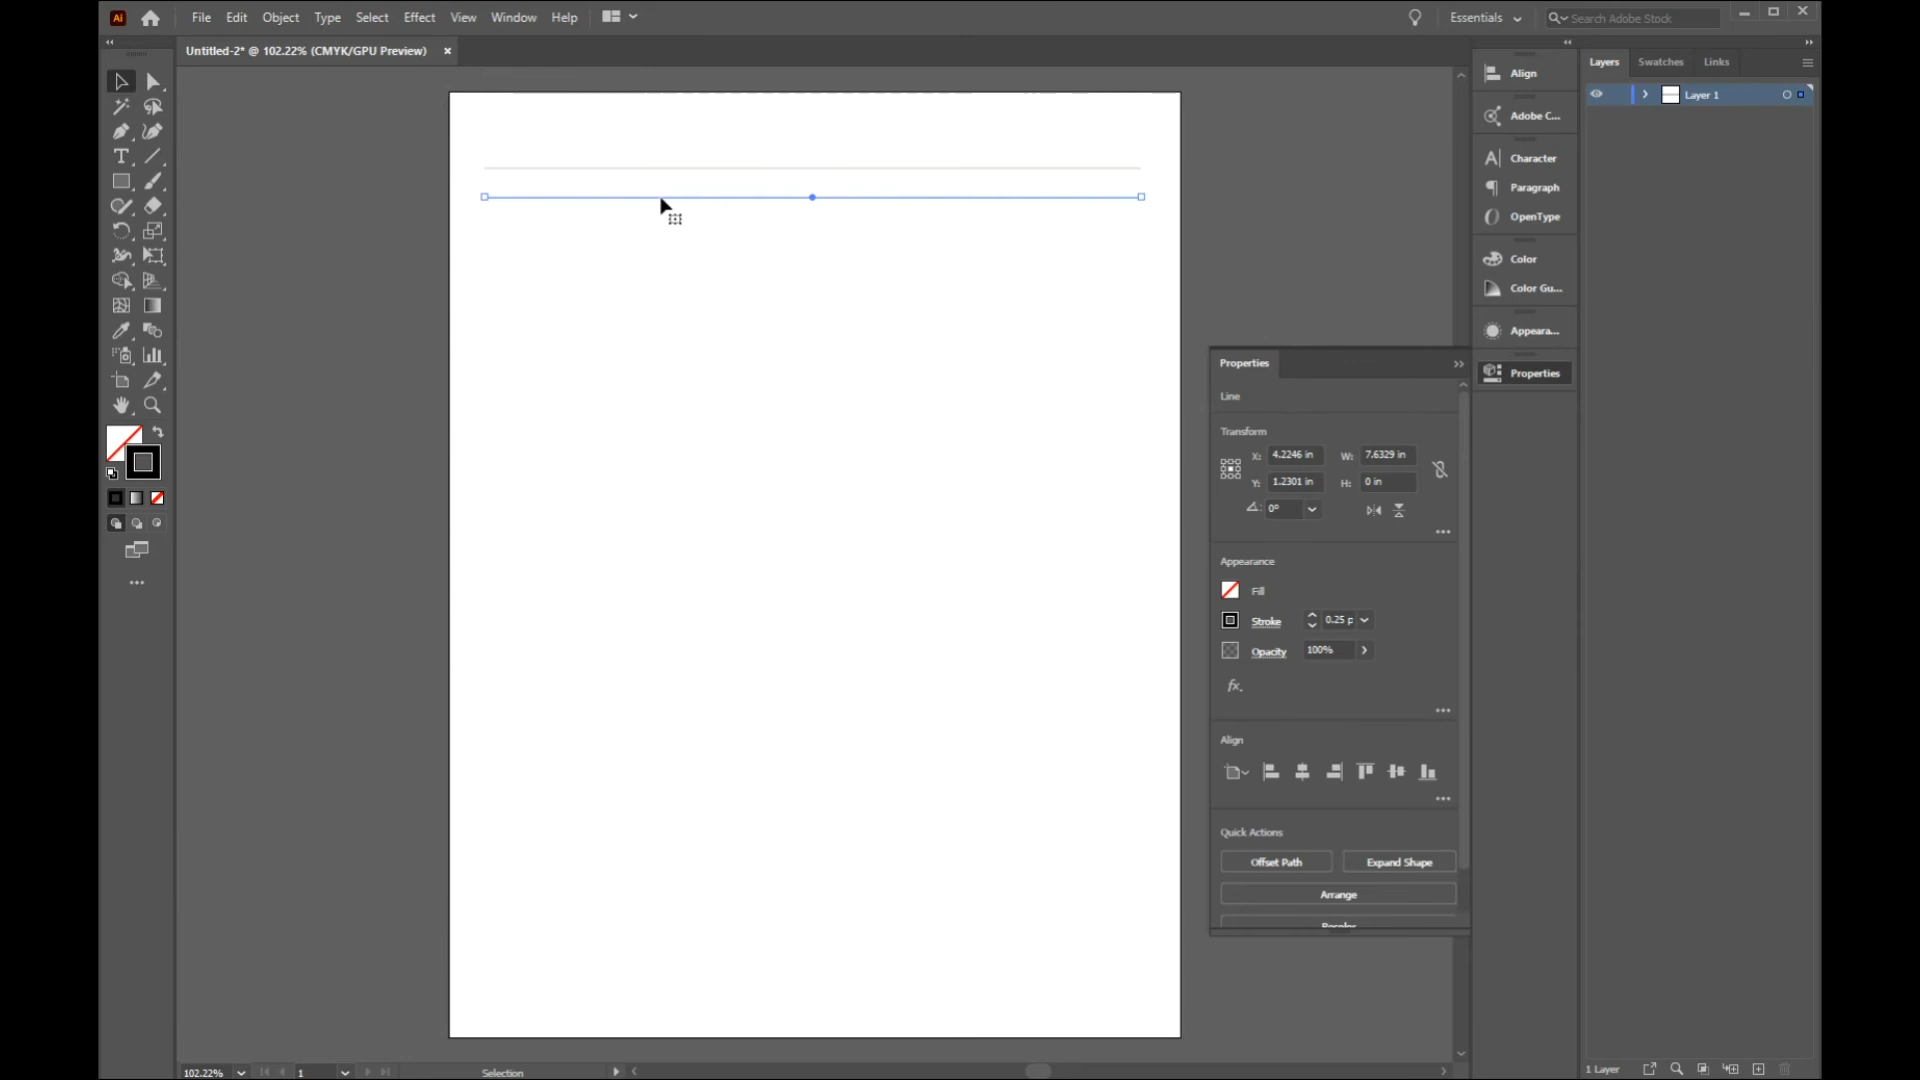 Ai File Edit Object Type Select Effect View Window Help Essentials Search Adobe Stock
Untitled-2* @ 102.22% (CMYK/GPU Preview)
Layers Swatches Links
Layer 1
Align
Adobe C...
Character
Paragraph
OpenType
Color
Color Gu...
Appeara...
Properties
Properties
Line
Transform
X: 4.2246 in W: 7.6329 in
Y: 1.2301 in H: 0 in
0°
Appearance
Fill
Stroke 0.25 p
Opacity 100%
fx.
Align
Quick Actions
Offset Path Expand Shape
Arrange
102.22% 1 Selection
1 Layer